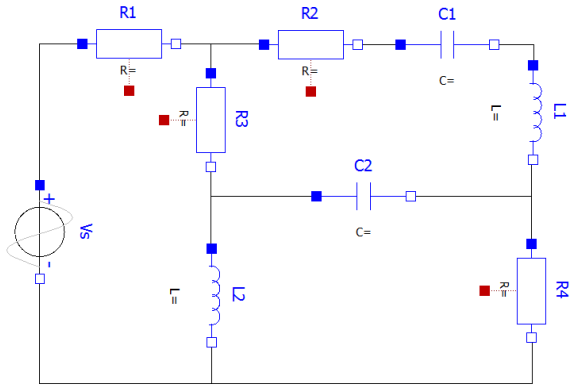 R1
R2
C1
R=
R=
C=
L1
L=
R3
R=
C2
C=
+
Vs
-
L2
L=
R4
R=